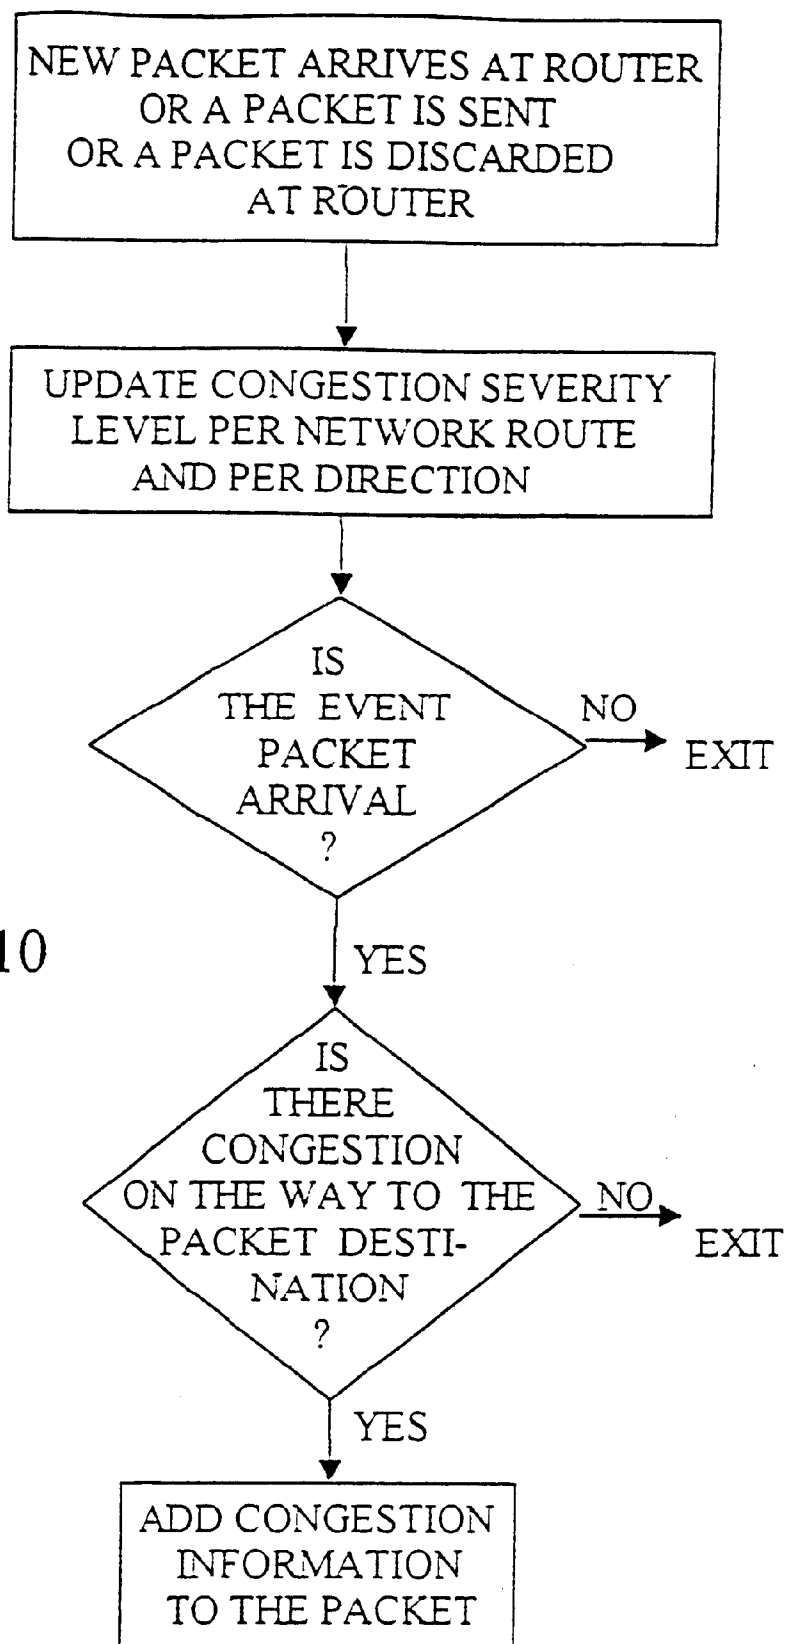 NEW PACKET ARRIVES AT ROUTER
OR A PACKET IS SENT
OR A PACKET IS DISCARDED
AT ROUTER
UPDATE CONGESTION SEVERITY
LEVEL PER NETWORK ROUTE
AND PER DIRECTION
IS
THE EVENT
PACKET
ARRIVAL
?
NO
EXIT
YES
10
IS
THERE
CONGESTION
ON THE WAY TO THE
PACKET DESTI-
NATION
?
NO
EXIT
YES
ADD CONGESTION
INFORMATION
TO THE PACKET